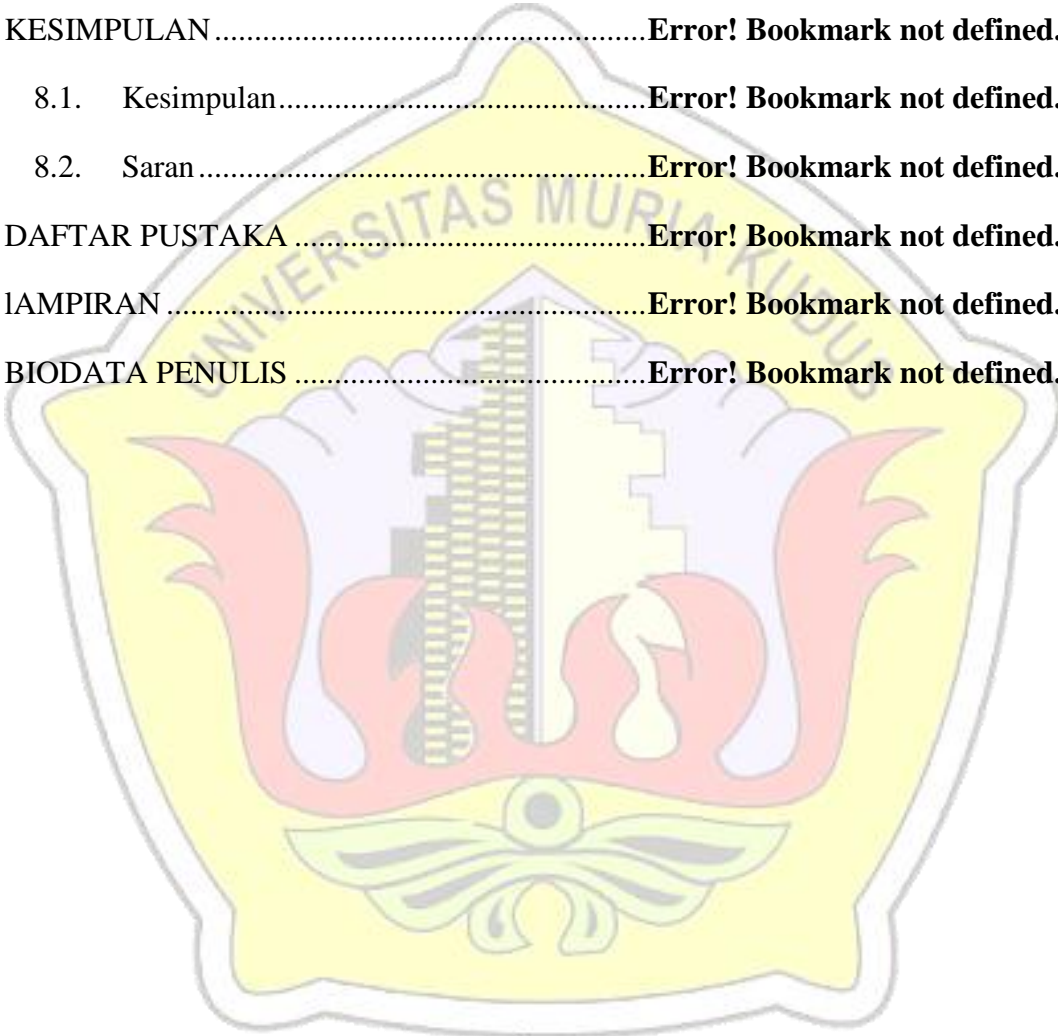 KESIMPULAN......................................................Error! Bookmark not defined.
8.1. Kesimpulan..............................................Error! Bookmark not defined.
8.2. Saran........................................................Error! Bookmark not defined.
DAFTAR PUSTAKA ............................................Error! Bookmark not defined.
lAMPIRAN ............................................................Error! Bookmark not defined.
BIODATA PENULIS ............................................Error! Bookmark not defined.
UNIVERSITAS MURIA KUDUS